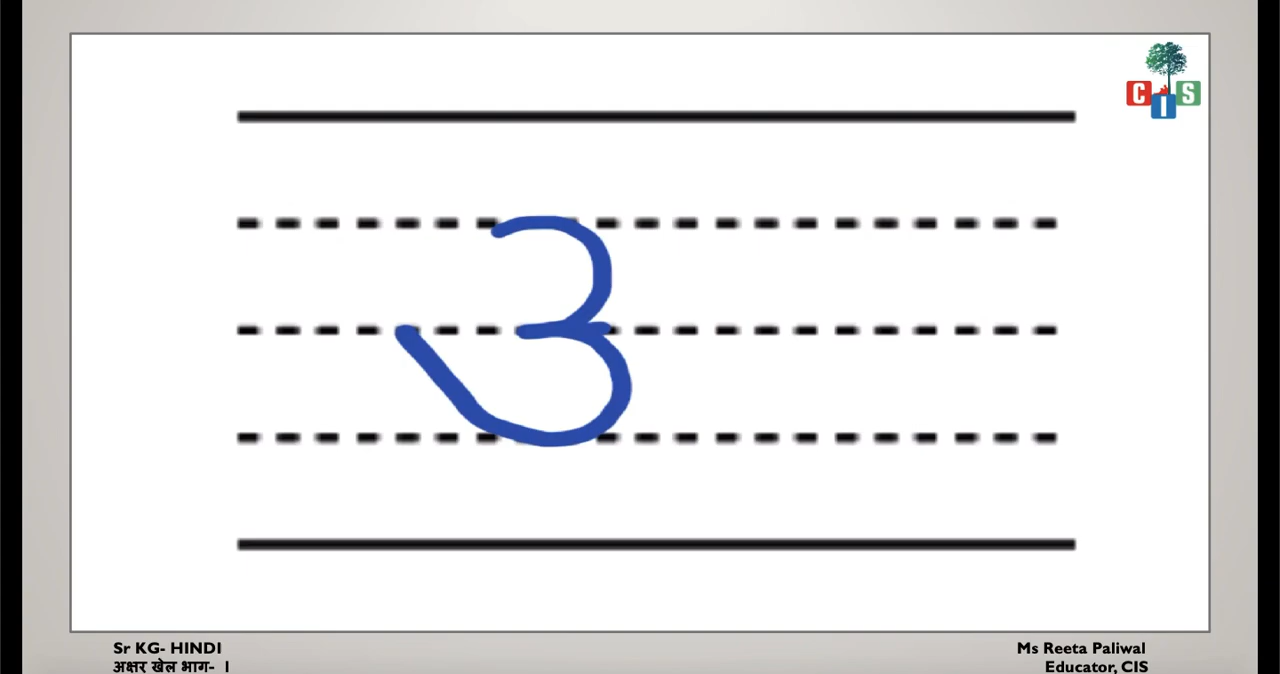 CIS
उ
Sr KG- HINDI
अक्षर खेल भाग- 1
Ms Reeta Paliwal
Educator, CIS